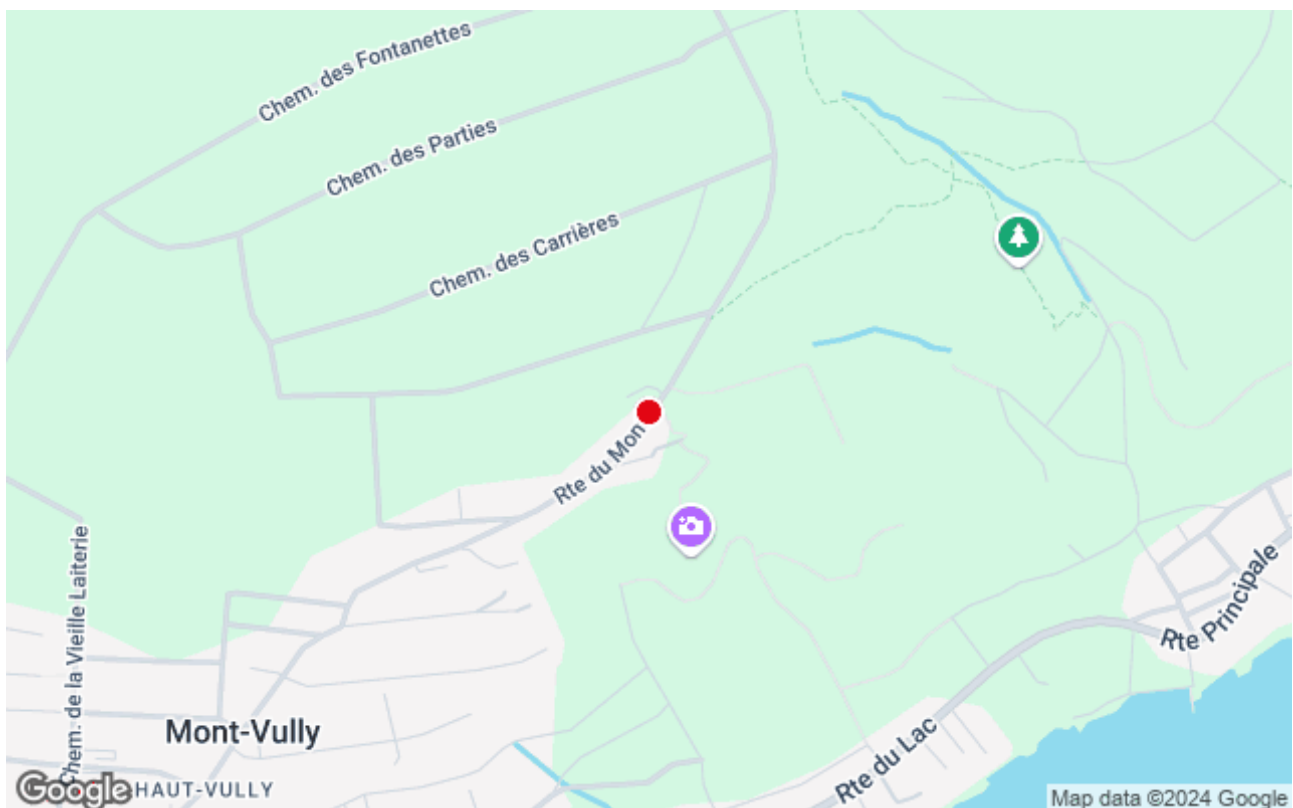 Chem. des Fontanettes
Chem. des Parties
Chem. des Carrières
Rte du Mon
Chem. de la Vieille Laiterie
Rte Principale
Mont-Vully
Rte du Lac
Google
HAUT-VULLY
Map data ©2024 Google